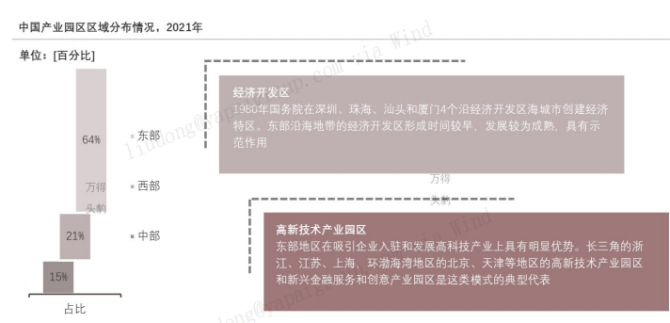 中国产业园区区域分布情况，2021年
单位：[百分比]
64%
21%
15%
占比
东部
西部
中部
万得
头豹
经济开发区
1980年国务院在深圳、珠海、汕头和厦门4个沿经济开发区海城市创建经济
特区。东部沿海地带的经济开发区形成时间较早、发展较为成熟，具有示
范作用
万得
头豹
高新技术产业园区
东部地区在吸引企业入驻和发展高科技产业上具有明显优势。长三角的浙
江、江苏、上海，环渤海湾地区的北京、天津等地区的高新技术产业园区
和新兴金融服务和创意产业园区是这类模式的典型代表